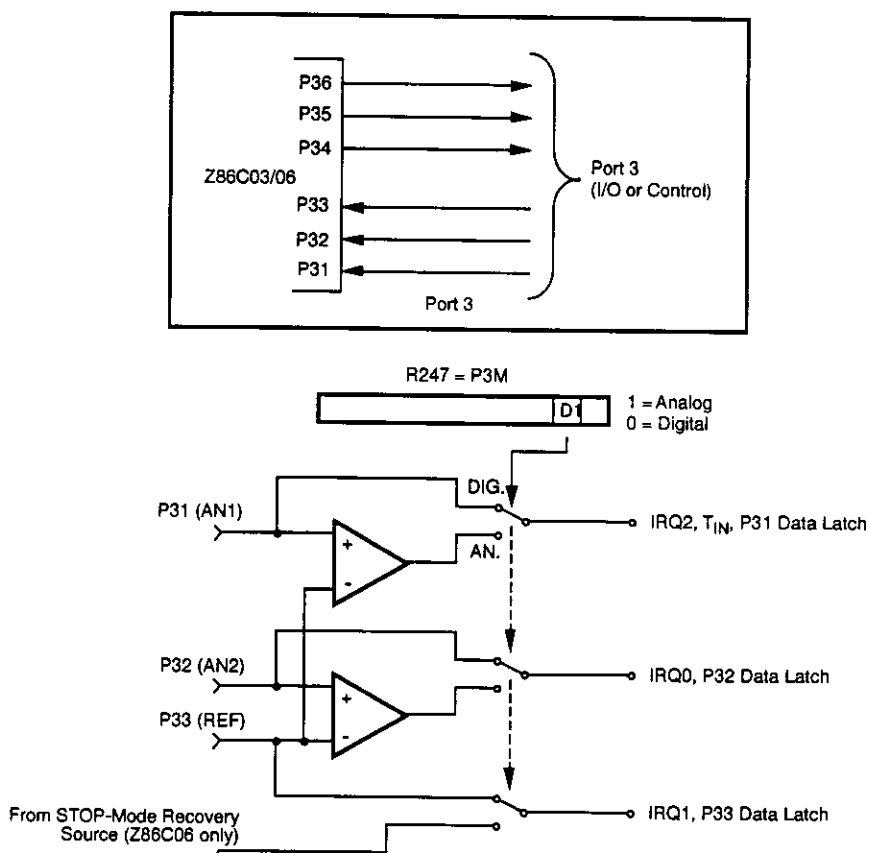 P36
P35
P34
Z86C03/06
P33
P32
P31
Port 3
(I/O or Control)
Port 3
R247 = P3M
D1
1 = Analog
0 = Digital
DIG.
P31 (AN1)
+
-
AN.
IRQ2, TIN, P31 Data Latch
P32 (AN2)
+
-
IRQ0, P32 Data Latch
P33 (REF)
From STOP-Mode Recovery
Source (Z86C06 only)
IRQ1, P33 Data Latch